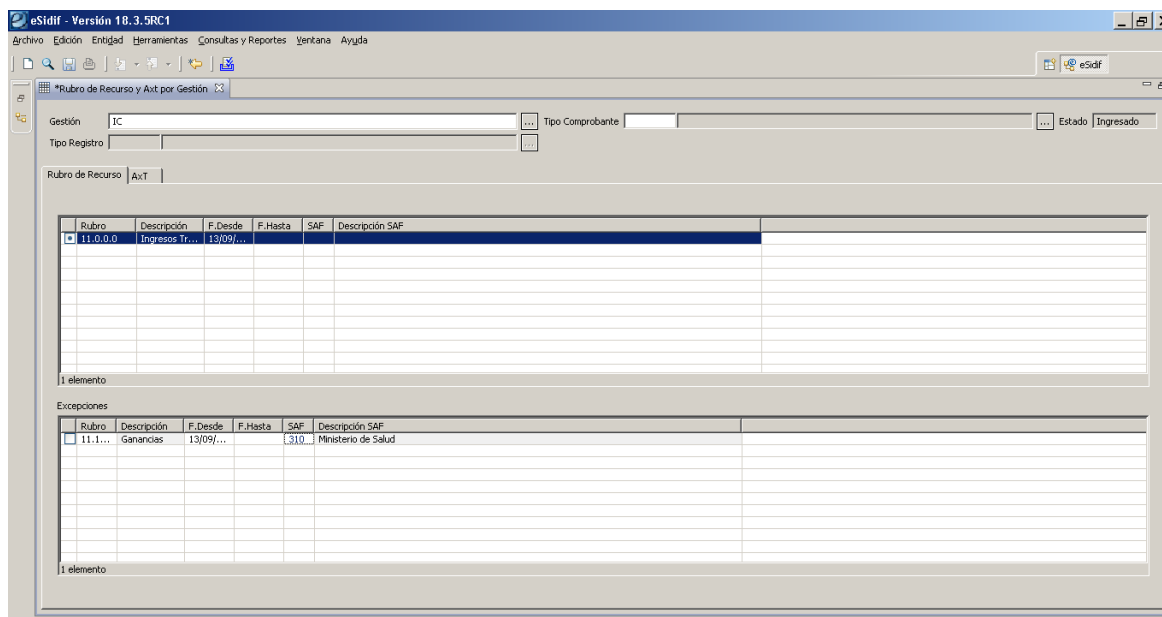 eSidif - Versión 18.3.5RC1
Archivo Edición Entidad Herramientas Consultas y Reportes Ventana Ayuda
eSidif
*Rubro de Recurso y Axt por Gestión
Gestión IC ... Tipo Comprobante ... Estado Ingresado
Tipo Registro ...
Rubro de Recurso AxT
Rubro Descripción F.Desde F.Hasta SAF Descripción SAF
11.0.0.0 Ingresos Tr... 13/09/...
1 elemento
Excepciones
Rubro Descripción F.Desde F.Hasta SAF Descripción SAF
11.1... Ganancias 13/09/... 310 Ministerio de Salud
1 elemento